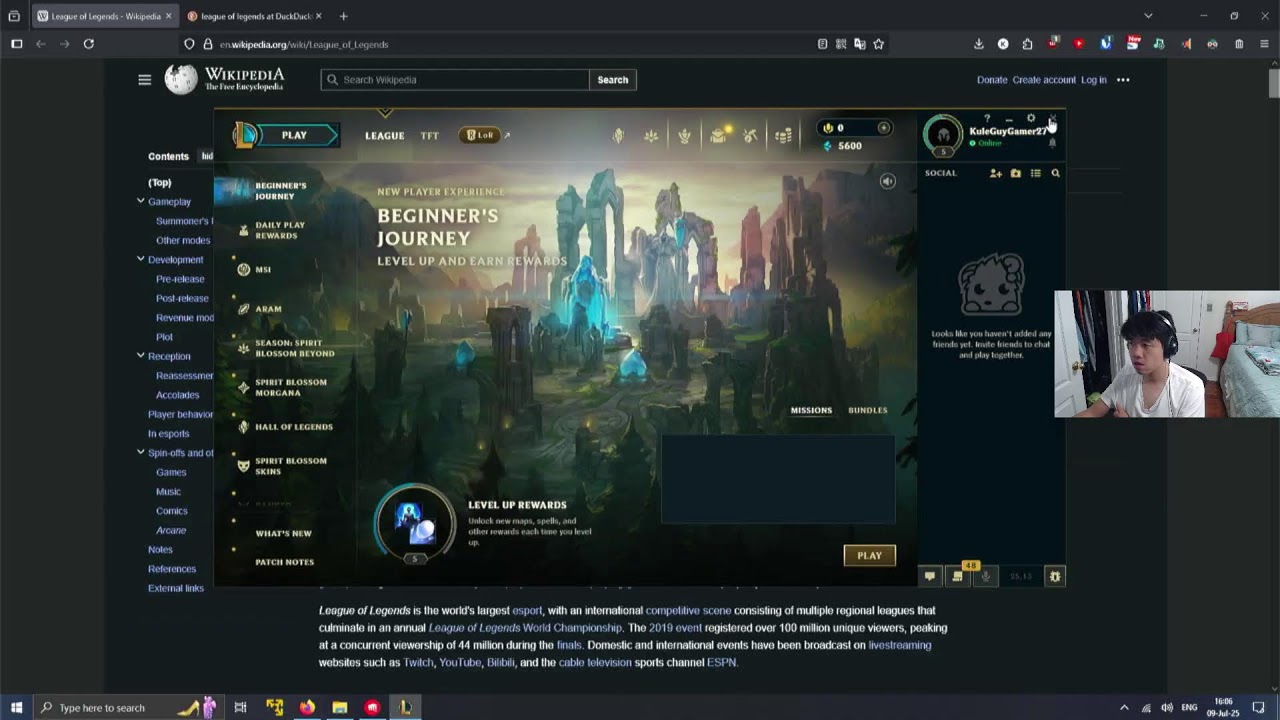 League of Legends - Wikipedia
league of legends at DuckDuck
en.wikipedia.org/wiki/League_of_Legends
New
WIKIPEDIA
The Free Encyclopedia
Search Wikipedia
Search
Donate
Create account
Log in
PLAY
LEAGUE
TFT
LoR
0
5600
KuleGuyGamer27
Online
5
Contents
hid
(Top)
Gameplay
Summoner's
Other modes
Development
Pre-release
Post-release
Revenue mod
Plot
Reception
Reassessmen
Accolades
Player behavior
In esports
Spin-offs and ot
Games
Music
Comics
Arcane
Notes
References
External links
BEGINNER'S
JOURNEY
DAILY PLAY
REWARDS
MSI
ARAM
SEASON: SPIRIT
BLOSSOM BEYOND
SPIRIT BLOSSOM
MORGANA
HALL OF LEGENDS
SPIRIT BLOSSOM
SKINS
WHAT'S NEW
PATCH NOTES
NEW PLAYER EXPERIENCE
BEGINNER'S
JOURNEY
LEVEL UP AND EARN REWARDS
MISSIONS
BUNDLES
5
LEVEL UP REWARDS
Unlock new maps, spells, and
other rewards each time you level
up.
PLAY
SOCIAL
Looks like you haven't added any
friends yet. Invite friends to chat
and play together.
48
25.13
League of Legends is the world's largest esport, with an international competitive scene consisting of multiple regional leagues that
culminate in an annual League of Legends World Championship. The 2019 event registered over 100 million unique viewers, peaking
at a concurrent viewership of 44 million during the finals. Domestic and international events have been broadcast on livestreaming
websites such as Twitch, YouTube, Bilibili, and the cable television sports channel ESPN.
Type here to search
ENG
16:06
09-Jul-25